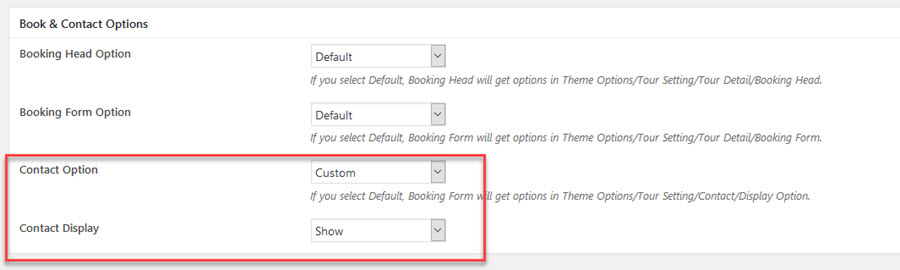 Book & Contact Options
Booking Head Option
Default
If you select Default, Booking Head will get options in Theme Options/Tour Setting/Tour Detail/Booking Head.
Booking Form Option
Default
If you select Default, Booking Form will get options in Theme Options/Tour Setting/Tour Detail/Booking Form.
Contact Option
Custom
If you select Default, Booking Form will get options in Theme Options/Tour Setting/Contact/Display Option.
Contact Display
Show